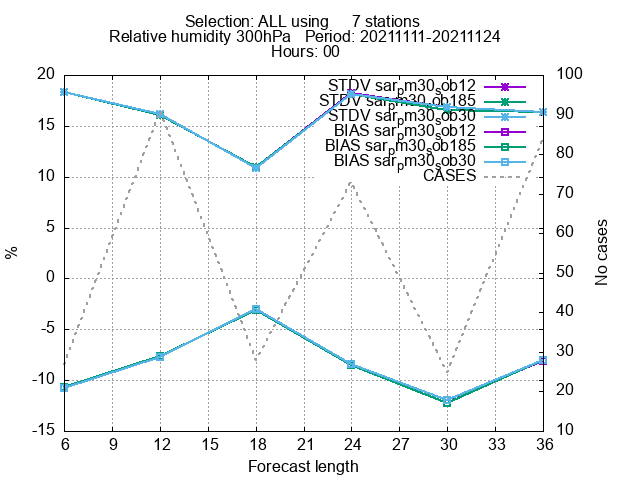 Selection: ALL using 7 stations
Relative humidity 300hPa Period: 20211111-20211124
Hours: 00
20 100
STDV sar_pm30_sob12
STDV sar_pm30_sob185
STDV sar_pm30_sob30
BIAS sar_pm30_sob12
BIAS sar_pm30_sob185
BIAS sar_pm30_sob30
CASES
15
10
5
0
-5
-10
-15
%
90
80
70
60
50
40
30
20
10
No cases
6 9 12 15 18 21 24 27 30 33 36
Forecast length